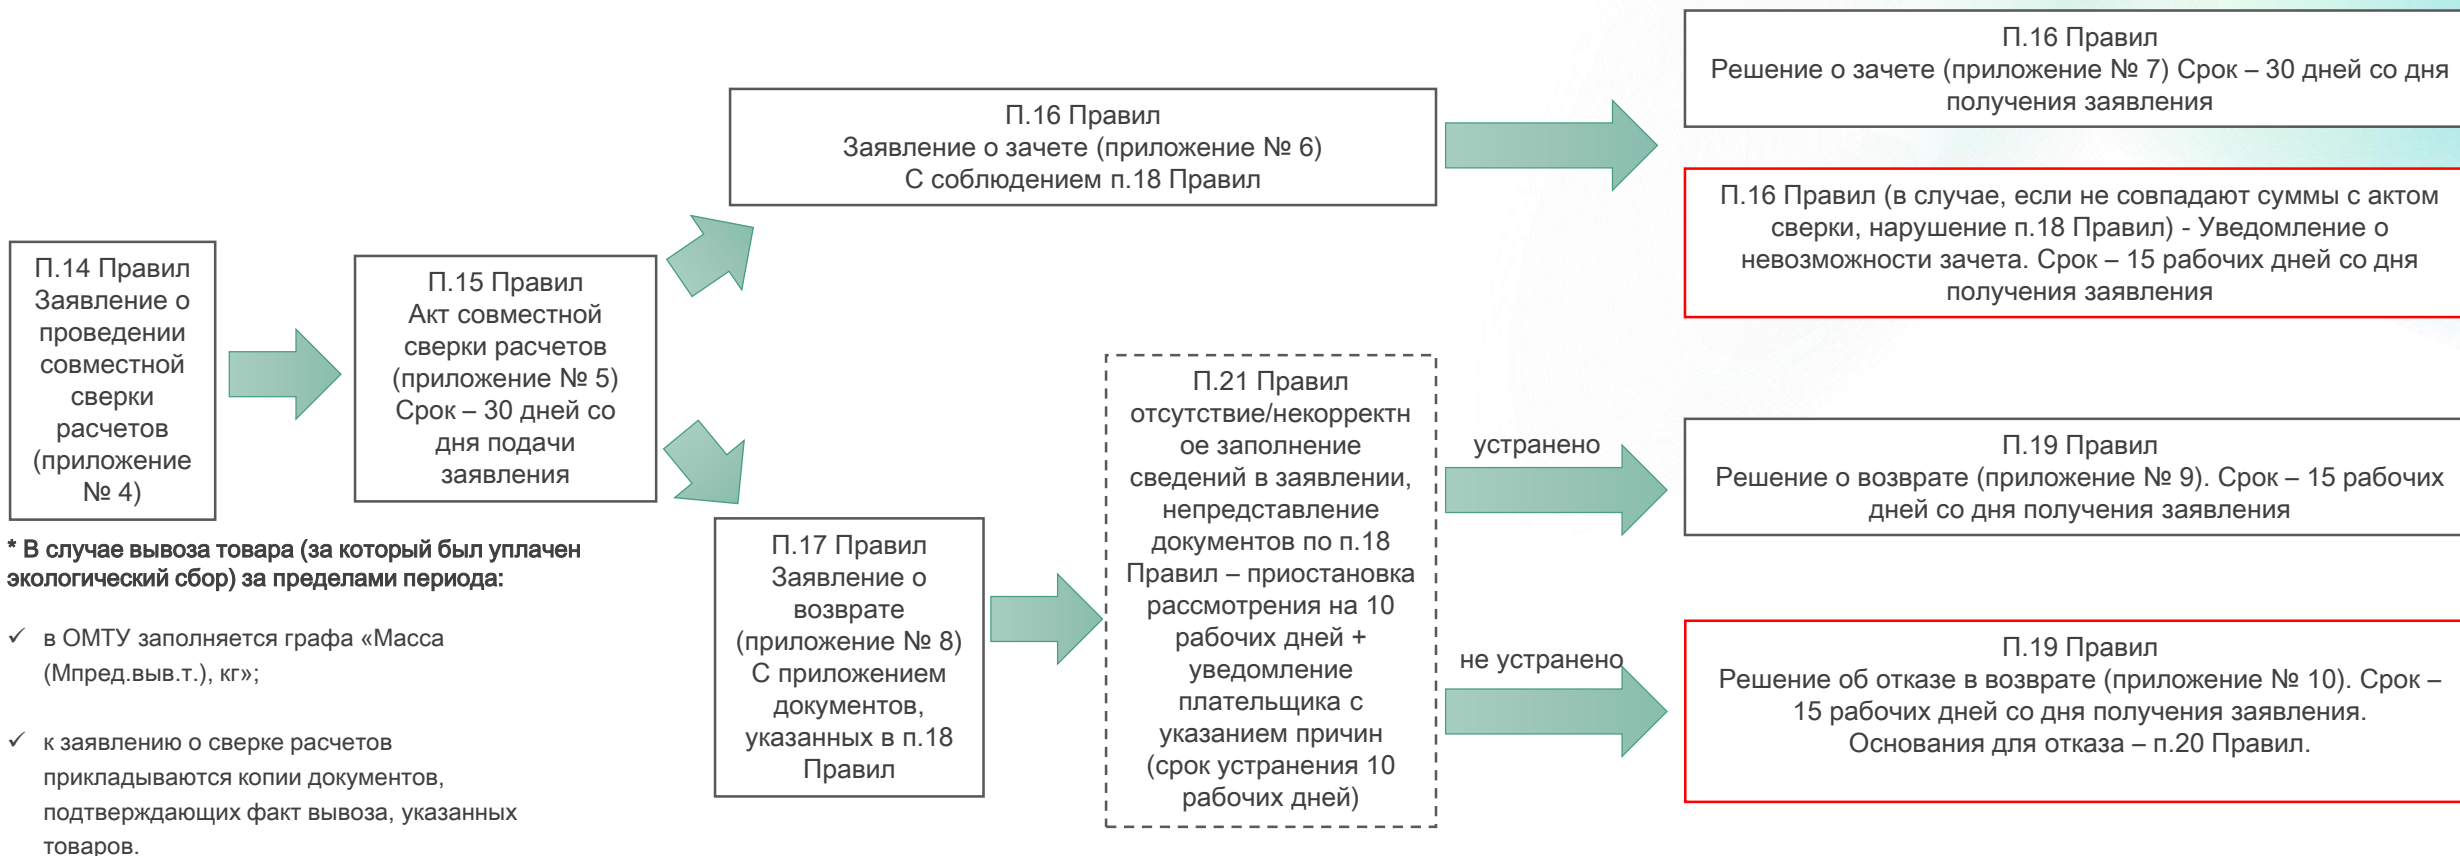 П.14 Правил
Заявление о
проведении
совместной
сверки
расчетов
(приложение
№ 4)
П.15 Правил
Акт совместной
сверки расчетов
(приложение № 5)
Срок – 30 дней со
дня подачи
заявления
П.16 Правил
Заявление о зачете (приложение № 6)
С соблюдением п.18 Правил
П.16 Правил
Решение о зачете (приложение № 7) Срок – 30 дней со дня
получения заявления
П.16 Правил (в случае, если не совпадают суммы с актом
сверки, нарушение п.18 Правил) - Уведомление о
невозможности зачета. Срок – 15 рабочих дней со дня
получения заявления
П.17 Правил
Заявление о
возврате
(приложение № 8)
С приложением
документов,
указанных в п.18
Правил
П.21 Правил
отсутствие/некорректн
ое заполнение
сведений в заявлении,
непредставление
документов по п.18
Правил – приостановка
рассмотрения на 10
рабочих дней +
уведомление
плательщика с
указанием причин
(срок устранения 10
рабочих дней)
устранено
П.19 Правил
Решение о возврате (приложение № 9). Срок – 15 рабочих
дней со дня получения заявления
не устранено
П.19 Правил
Решение об отказе в возврате (приложение № 10). Срок –
15 рабочих дней со дня получения заявления.
Основания для отказа – п.20 Правил.
* В случае вывоза товара (за который был уплачен
экологический сбор) за пределами периода:
✓ в ОМТУ заполняется графа «Масса
(Мпред.выв.т.), кг»;
✓ к заявлению о сверке расчетов
прикладываются копии документов,
подтверждающих факт вывоза, указанных
товаров.